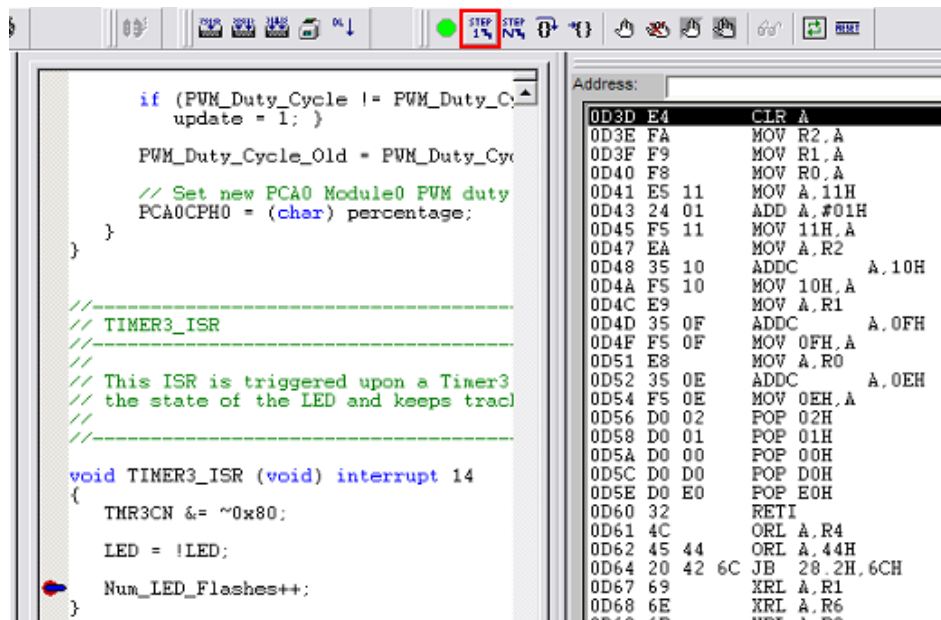 STEP
1
STEP
N
RESET
if (PWM_Duty_Cycle != PWM_Duty_Cy
update = 1; }
PWM_Duty_Cycle_Old = PWM_Duty_Cyc
// Set new PCA0 Module0 PWM duty
PCA0CPH0 = (char) percentage;
}
}
//-----------------------------------------
// TIMER3_ISR
//-----------------------------------------
//
// This ISR is triggered upon a Timer3
// the state of the LED and keeps track
//
//-----------------------------------------
void TIMER3_ISR (void) interrupt 14
{
TMR3CN &= ~0x80;
LED = !LED;
Num_LED_Flashes++;
}
Address:
0D3D E4 CLR A
0D3E FA MOV R2,A
0D3F F9 MOV R1,A
0D40 F8 MOV R0,A
0D41 E5 11 MOV A,11H
0D43 24 01 ADD A,#01H
0D45 F5 11 MOV 11H,A
0D47 EA MOV A,R2
0D48 35 10 ADDC A,10H
0D4A F5 10 MOV 10H,A
0D4C E9 MOV A,R1
0D4D 35 0F ADDC A,0FH
0D4F F5 0F MOV 0FH,A
0D51 E8 MOV A,R0
0D52 35 0E ADDC A,0EH
0D54 F5 0E MOV 0EH,A
0D56 D0 02 POP 02H
0D58 D0 01 POP 01H
0D5A D0 00 POP 00H
0D5C D0 D0 POP D0H
0D5E D0 E0 POP E0H
0D60 32 RETI
0D61 4C ORL A,R4
0D62 45 44 ORL A,44H
0D64 20 42 6C JB 28.2H,6CH
0D67 69 XRL A,R1
0D68 6E XRL A,R6